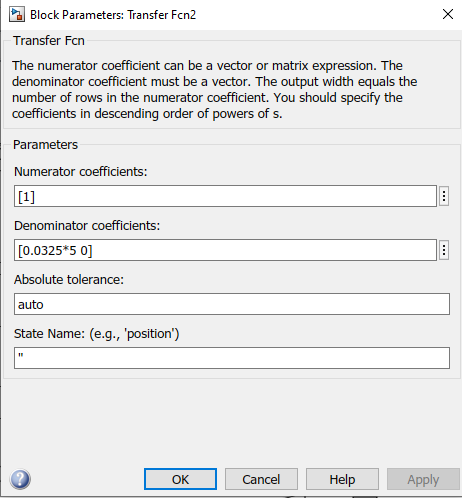 Block Parameters: Transfer Fcn2
Transfer Fcn
The numerator coefficient can be a vector or matrix expression. The
denominator coefficient must be a vector. The output width equals the
number of rows in the numerator coefficient. You should specify the
coefficients in descending order of powers of s.
Parameters
Numerator coefficients:
[1]
Denominator coefficients:
[0.0325*5 0]
Absolute tolerance:
auto
State Name: (e.g., 'position')
''
OK Cancel Help Apply